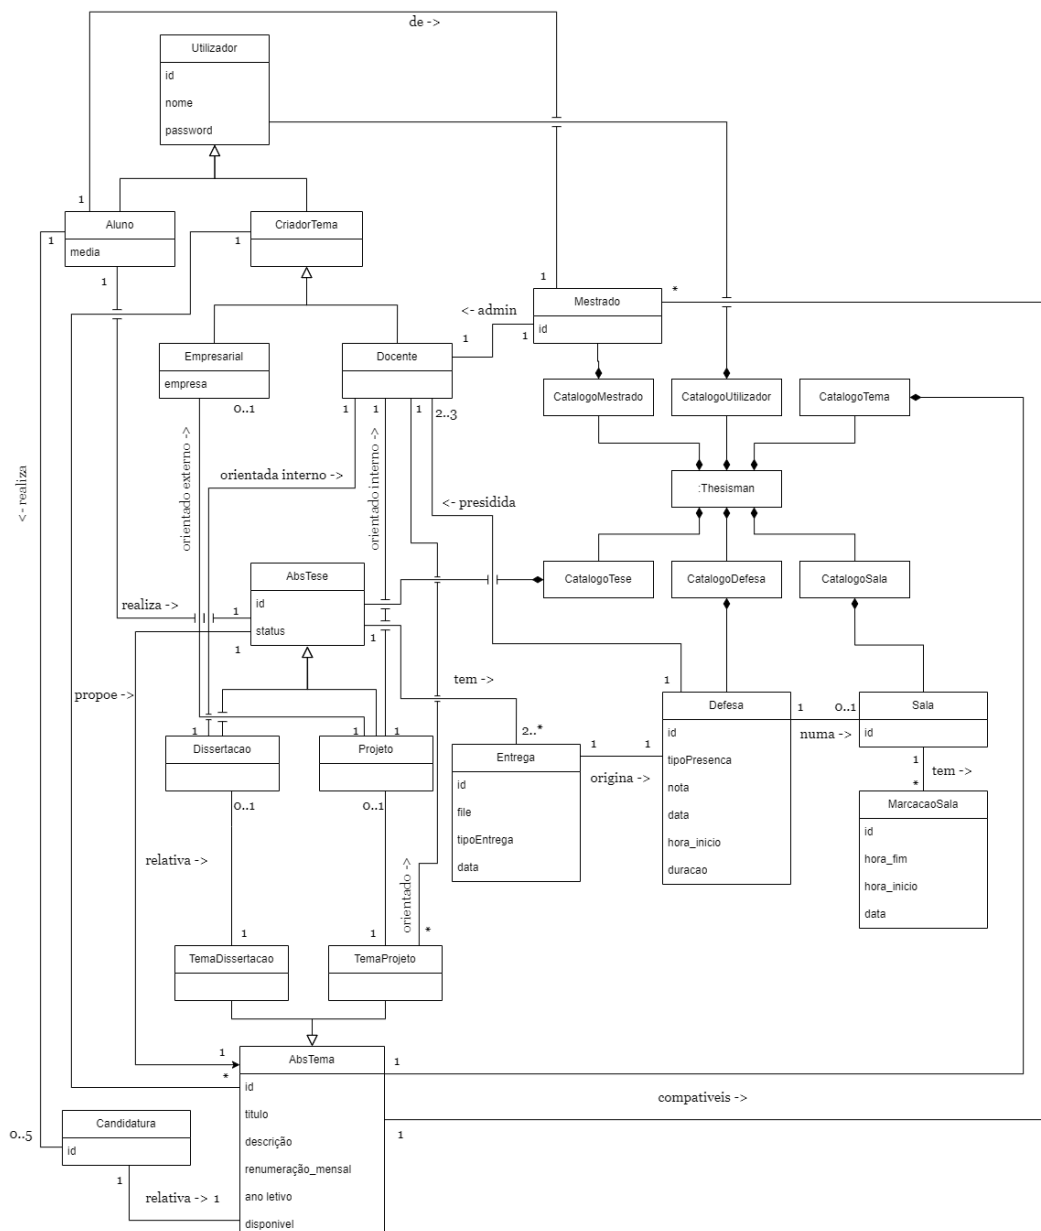 de ->
Utilizador
id
nome
password
1
Aluno
media
1
1
CriadorTema
1
1
Mestrado
id
*
<- admin
1
1
Empresarial
empresa
0..1
Docente
1
1
1
2..3
CatalogoMestrado
CatalogoUtilizador
CatalogoTema
orientado externo ->
orientada interno ->
orientado interno ->
<- realiza
:Thesisman
<- presidida
AbsTese
id
status
CatalogoTese
CatalogoDefesa
CatalogoSala
realiza ->
1
1
1
propoe ->
tem ->
1
Defesa
id
tipoPresenca
nota
data
hora_inicio
duracao
1
0..1
numa ->
Sala
id
1
tem ->
*
1
1
1
Dissertacao
Projeto
0..1
0..1
2..*
Entrega
id
file
tipoEntrega
data
1
1
origina ->
MarcacaoSala
id
hora_fim
hora_inicio
data
relativa ->
orientado ->
1
1
*
TemaDissertacao
TemaProjeto
1
*
AbsTema
id
titulo
descrição
renumeração_mensal
ano letivo
disponivel
1
compativeis ->
1
Candidatura
id
0..5
1
relativa ->
1